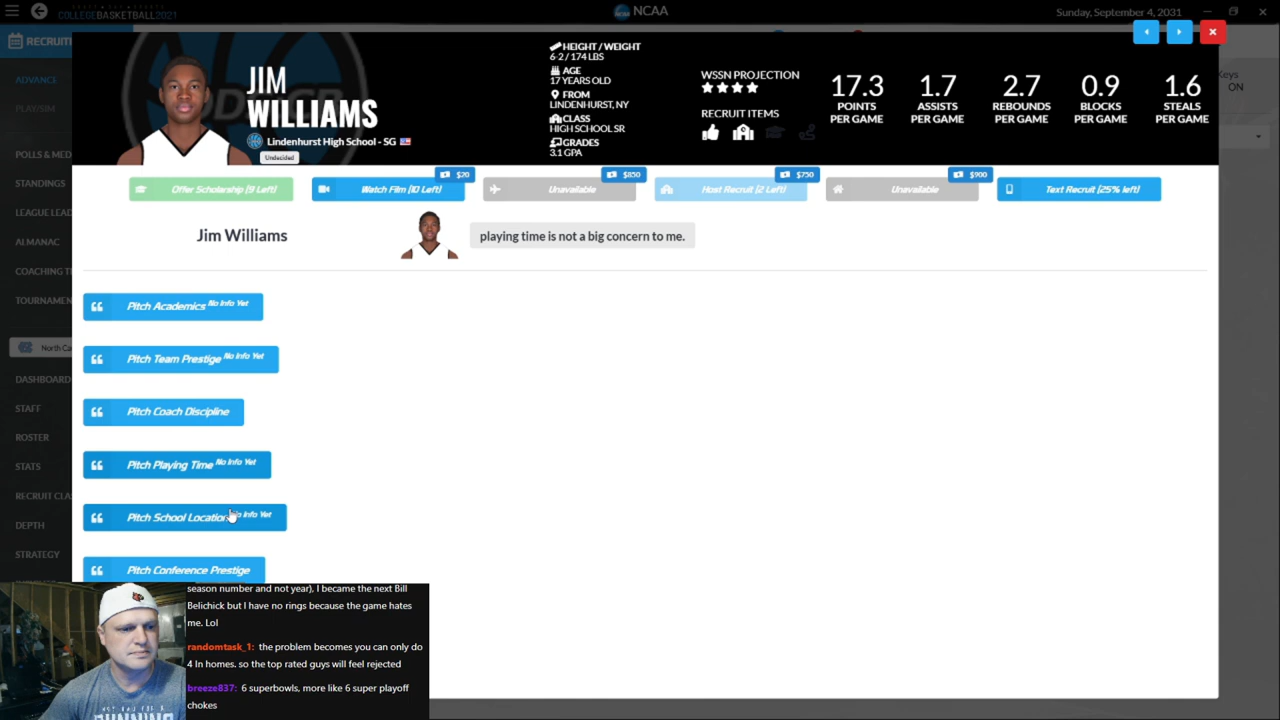 COLLEGEBASKETBALL2021
NCAA
Sunday, September 4, 2031
RECRUITI
ADVANCE
PLAY/SIM
POLLS & MED
STANDINGS
LEAGUE LEAD
ALMANAC
COACHING T
TOURNAMEN
North Ca
DASHBOARD
STAFF
ROSTER
STATS
RECRUIT CLA
DEPTH
STRATEGY
Keys
ON
JIM
WILLIAMS
Lindenhurst High School - SG
Undecided
HEIGHT / WEIGHT
6-2 / 174 LBS
AGE
17 YEARS OLD
FROM
LINDENHURST, NY
CLASS
HIGH SCHOOL SR
GRADES
3.1 GPA
WSSN PROJECTION
RECRUIT ITEMS
17.3
POINTS
PER GAME
1.7
ASSISTS
PER GAME
2.7
REBOUNDS
PER GAME
0.9
BLOCKS
PER GAME
1.6
STEALS
PER GAME
Offer Scholarship (9 Left)
$20
Watch Film (10 Left)
$850
Unavailable
$750
Host Recruit (2 Left)
$900
Unavailable
Text Recruit (25% left)
Jim Williams
playing time is not a big concern to me.
Pitch Academics No Info Yet
Pitch Team Prestige No Info Yet
Pitch Coach Discipline
Pitch Playing Time No Info Yet
Pitch School Location No Info Yet
Pitch Conference Prestige
season number and not year), I became the next Bill
Belichick but I have no rings because the game hates
me. Lol
randomtask_1: the problem becomes you can only do
4 In homes. so the top rated guys will feel rejected
breeze837: 6 superbowls, more like 6 super playoff
chokes